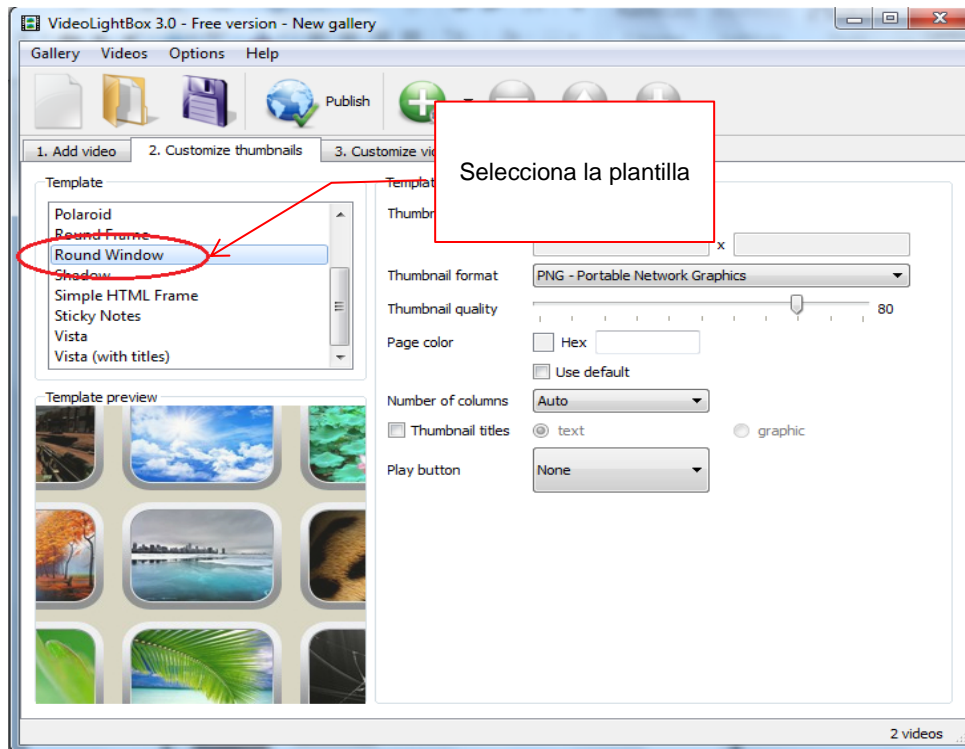 VideoLightBox 3.0 - Free version - New gallery
Gallery Videos Options Help
Publish
1. Add video 2. Customize thumbnails 3. Customize
Selecciona la plantilla
Template
Polaroid
Round Frame
Round Window
Shadow
Simple HTML Frame
Sticky Notes
Vista
Vista (with titles)
x
Thumbnail format PNG - Portable Network Graphics
Thumbnail quality 80
Page color Hex
Use default
Number of columns Auto
Thumbnail titles text graphic
Play button None
Template preview
2 videos